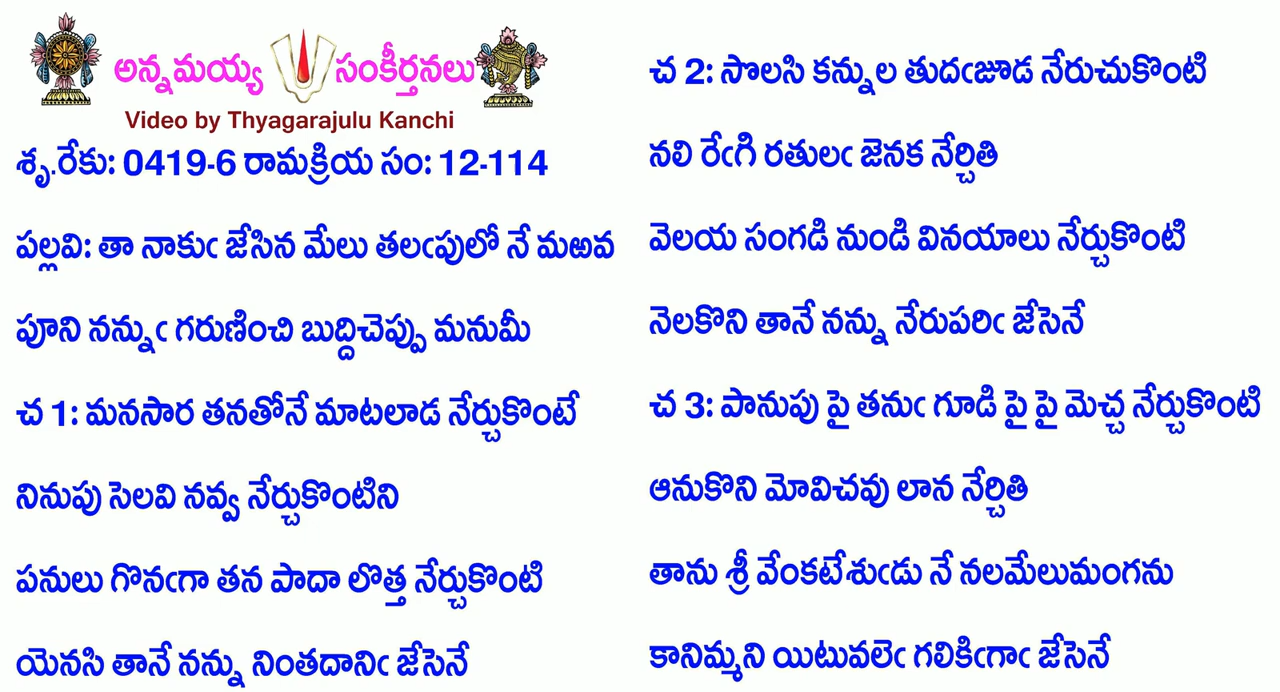 అన్నమయ్య సంకీర్తనలు
Video by Thyagarajulu Kanchi
శృ.రేకు: 0419-6 రామక్రియ సం: 12-114
పల్లవి: తా నాకుఁ జేసిన మేలు తలఁపులో నే మఱవ
పూని నన్నుఁ గరుణించి బుద్దిచెప్పు మనుమీ
చ 1: మనసార తనతోనే మాటలాడ నేర్చుకొంటే
నినుపు సెలవి నవ్వ నేర్చుకొంటిని
పనులు గొనఁగా తన పాదా లొత్త నేర్చుకొంటి
యెనసి తానే నన్ను నింతదానిఁ జేసెనే
చ 2: సొలసి కన్నుల తుదఁజూడ నేరుచుకొంటి
నలి రేఁగి రతులఁ జెనక నేర్చితి
వెలయ సంగడి నుండి వినయాలు నేర్చుకొంటి
నెలకొని తానే నన్ను నేరుపరిఁ జేసెనే
చ 3: పానుపు పై తనుఁ గూడి పై పై మెచ్చ నేర్చుకొంటి
ఆనుకొని మోవిచవు లాన నేర్చితి
తాను శ్రీ వేంకటేశుఁడు నే నలమేలుమంగను
కానిమ్మని యిటువలెఁ గలికిఁగాఁ జేసెనే